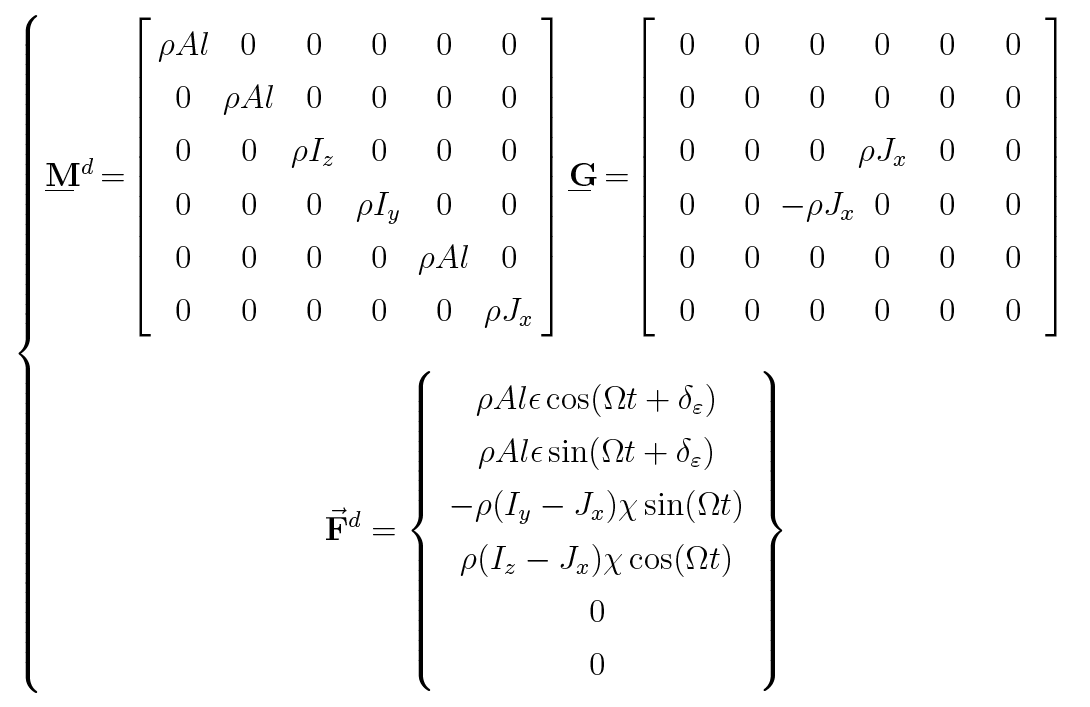 ρAl 0 0 0 0 0 0 0 0 0 0 0
0 ρAl 0 0 0 0 0 0 0 0 0 0
0 0 ρI_z 0 0 0 0 0 0 ρJ_x 0 0
M^d = 0 0 0 ρI_y 0 0 G = 0 0 −ρJ_x 0 0 0
0 0 0 0 ρAl 0 0 0 0 0 0 0
0 0 0 0 0 ρJ_x 0 0 0 0 0 0
ρAlϵ cos(Ωt + δ_ε)
ρAlϵ sin(Ωt + δ_ε)
F⃗^d = −ρ(I_y − J_x)χ sin(Ωt)
ρ(I_z − J_x)χ cos(Ωt)
0
0